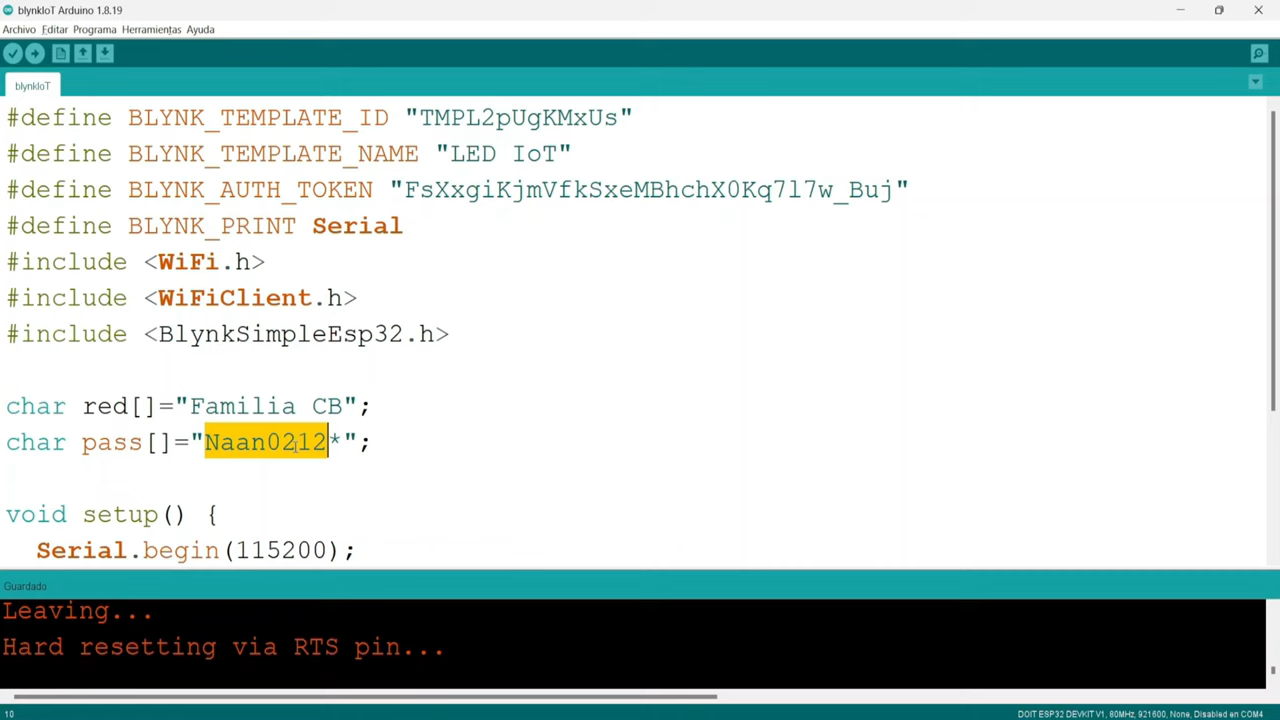 blynkIoT Arduino 1.8.19
Archivo Editar Programa Herramientas Ayuda
blynkIoT
#define BLYNK_TEMPLATE_ID "TMPL2pUgKMxUs"
#define BLYNK_TEMPLATE_NAME "LED IoT"
#define BLYNK_AUTH_TOKEN "FsXxgiKjmVfkSxeMBhchX0Kq7l7w_Buj"
#define BLYNK_PRINT Serial
#include <WiFi.h>
#include <WiFiClient.h>
#include <BlynkSimpleEsp32.h>
char red[]="Familia CB";
char pass[]="Naan0212*";
void setup() {
Serial.begin(115200);
Guardado
Leaving...
Hard resetting via RTS pin...
10
DOIT ESP32 DEVKIT V1, 80MHz, 921600, None, Disabled en COM4